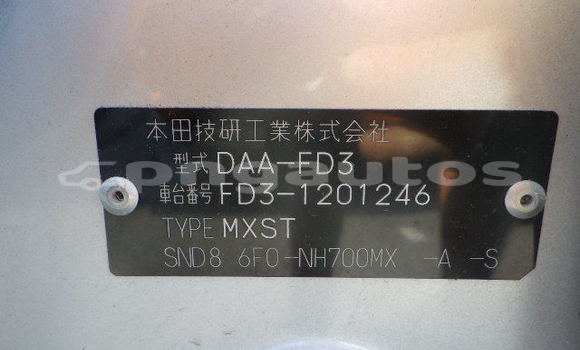 本田技研工業株式会社
型式 DAA-FD3
車台番号 FD3-1201246
TYPE MXST
SND8 6F0-NH700MX -A -S